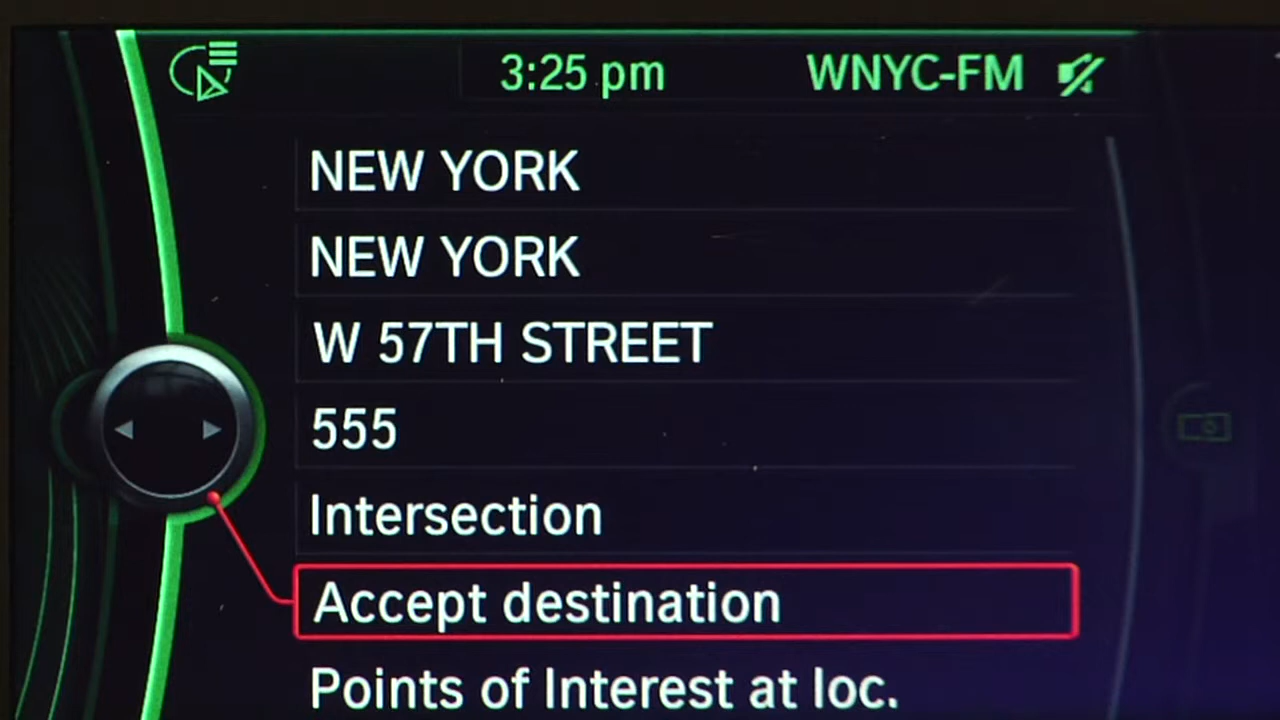 3:25 pm WNYC-FM
NEW YORK
NEW YORK
W 57TH STREET
555
Intersection
Accept destination
Points of Interest at loc.